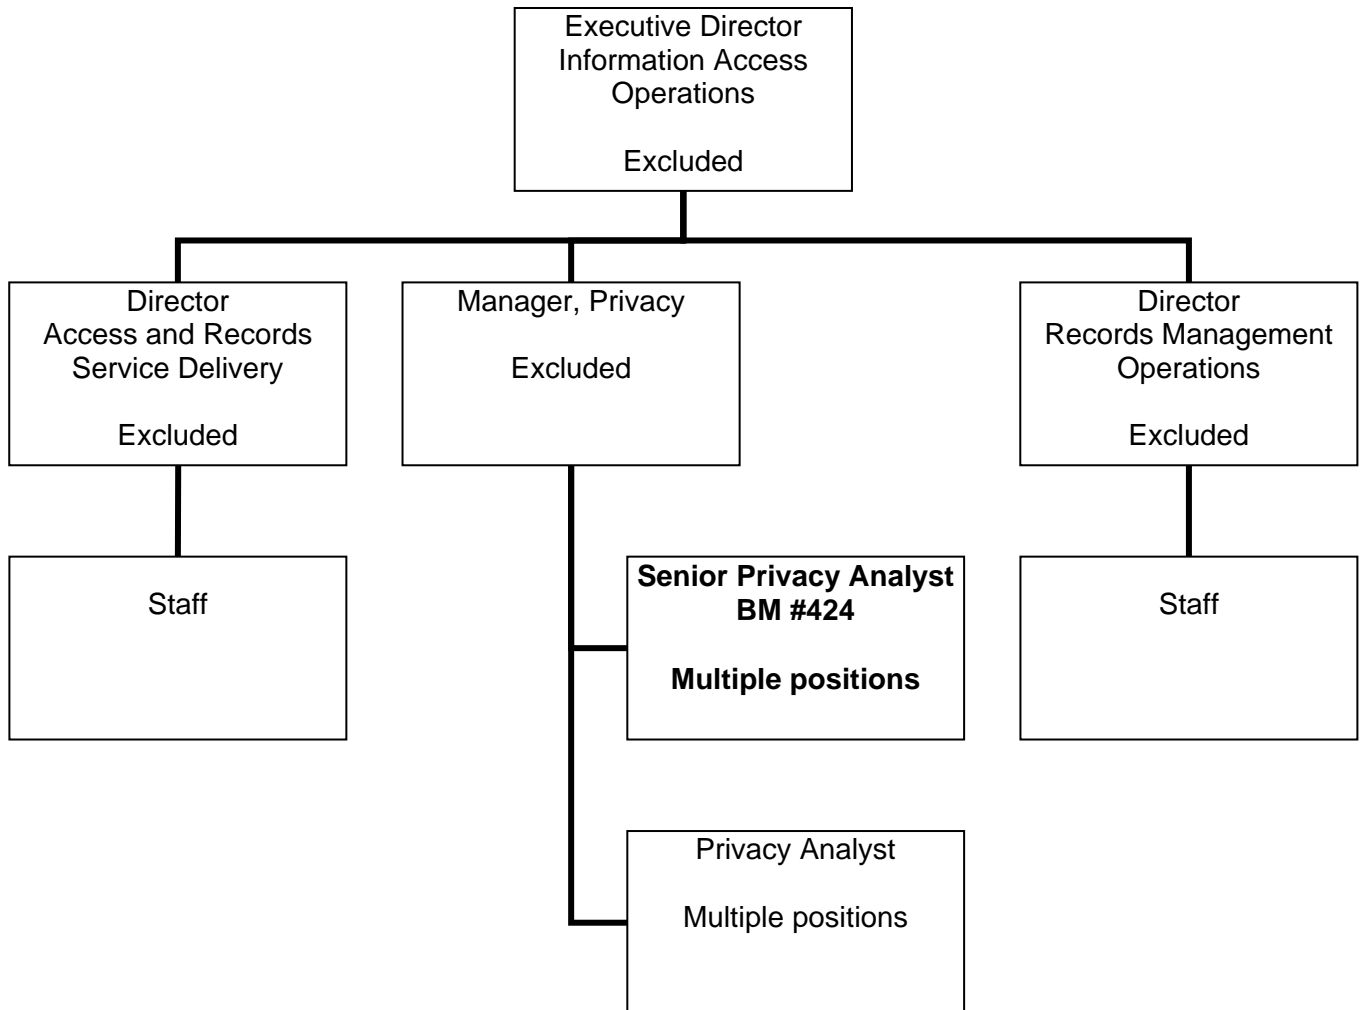 Executive Director
Information Access
Operations
Excluded
Director
Access and Records
Service Delivery
Excluded
Manager, Privacy
Excluded
Director
Records Management
Operations
Excluded
Staff
Senior Privacy Analyst
BM #424
Multiple positions
Staff
Privacy Analyst
Multiple positions